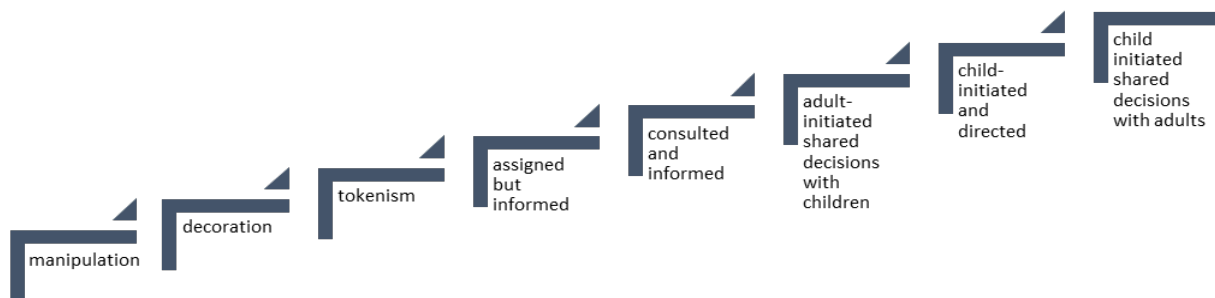 manipulation
decoration
tokenism
assigned
but
informed
consulted
and
informed
adult-
initiated
shared
decisions
with
children
child-
initiated
and
directed
child
initiated
shared
decisions
with adults